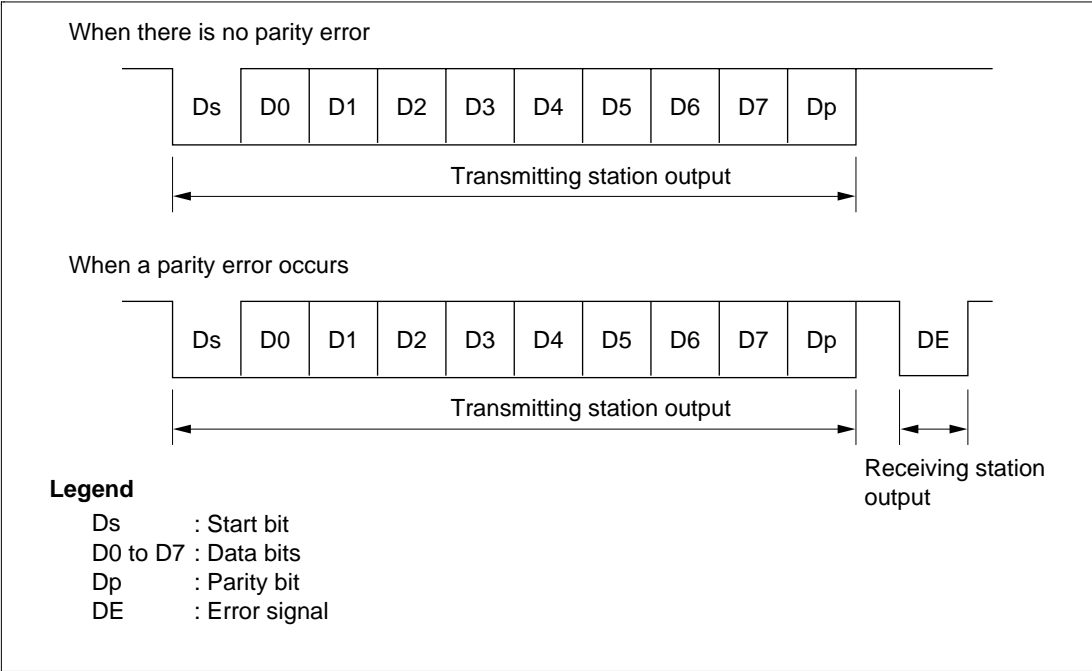 When there is no parity error
Ds D0 D1 D2 D3 D4 D5 D6 D7 Dp
Transmitting station output
When a parity error occurs
Ds D0 D1 D2 D3 D4 D5 D6 D7 Dp DE
Transmitting station output
Receiving station
output
Legend
Ds : Start bit
D0 to D7 : Data bits
Dp : Parity bit
DE : Error signal